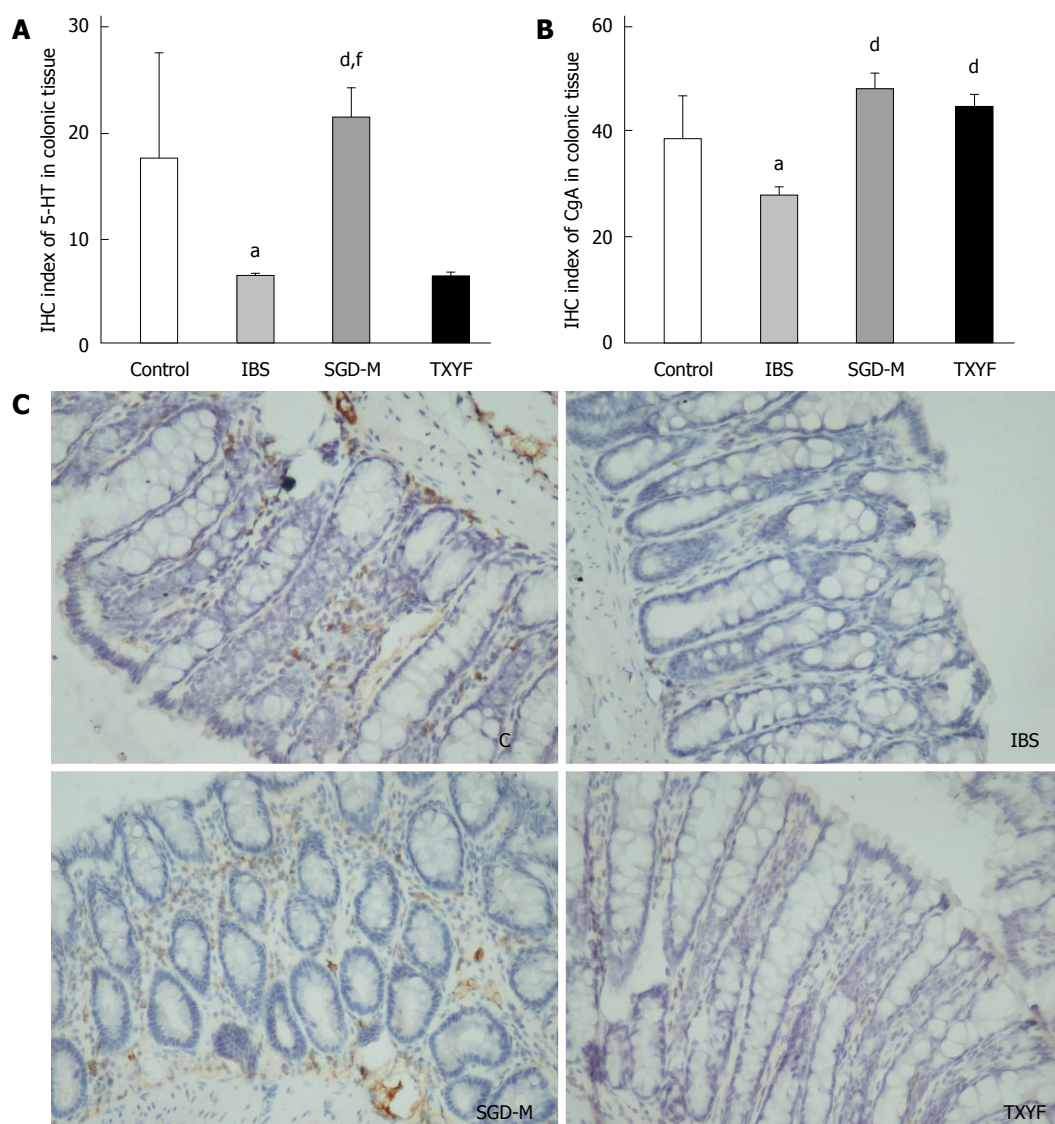 A
IHC index of 5-HT in colonic tissue
30
20
10
0
d,f
a
Control IBS SGD-M TXYF
B
IHC index of CgA in colonic tissue
60
40
20
0
d
d
a
Control IBS SGD-M TXYF
C
C
IBS
SGD-M
TXYF